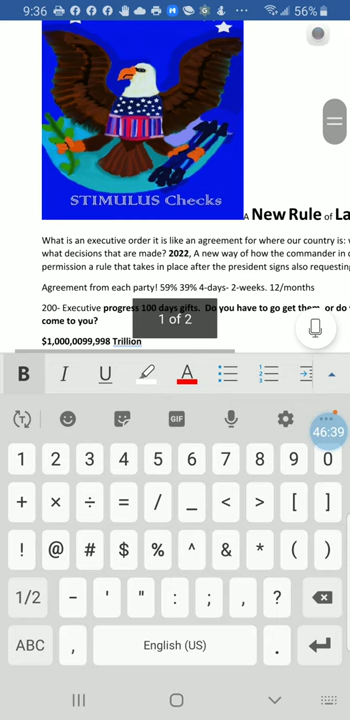 9:36
56%
STIMULUS Checks
A New Rule of La
What is an executive order it is like an agreement for where our country is:
what decisions that are made? 2022, A new way of how the commander in
permission a rule that takes in place after the president signs also requestin
Agreement from each party! 59% 39% 4-days- 2-weeks. 12/months
200- Executive progress 100 days gifts. Do you have to go get them or do
come to you?
1 of 2
$1,000,0099,998 Trillion
B I U A
GIF
46:39
1 2 3 4 5 6 7 8 9 0
+ × ÷ = / _ < > [ ]
! @ # $ % ^ & * ( )
1/2 - ' " : ; , ?
ABC , English (US) .